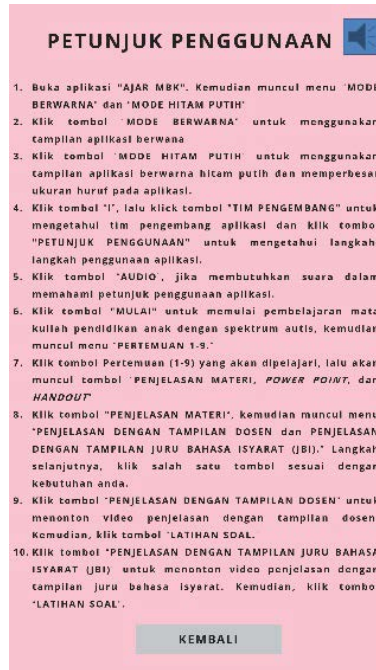 PETUNJUK PENGGUNAAN
1. Buka aplikasi "AJAR MBK". Kemudian muncul menu "MODE
BERWARNA" dan "MODE HITAM PUTIH"
2. Klik tombol "MODE BERWARNA" untuk menggunakan
tampilan aplikasi berwana
3. Klik tombol "MODE HITAM PUTIH" untuk menggunakan
tampilan aplikasi berwarna hitam putih dan memperbesar
ukuran huruf pada aplikasi.
4. Klik tombol "I", lalu klick tombol "TIM PENGEMBANG" untuk
mengetahui tim pengembang aplikasi dan klik tombo
"PETUNJUK PENGGUNAAN" untuk mengetahui langkah
langkah penggunaan aplikasi.
5. Klik tombol "AUDIO", jika membutuhkan suara dalam
memahami petunjuk penggunaan aplikasi.
6. Klik tombol "MULAI" untuk memulai pembelajaran mata
kuliah pendidikan anak dengan spektrum autis, kemudian
muncul menu "PERTEMUAN 1-9."
7. Klik tombol Pertemuan (1-9) yang akan dipelajari, lalu akan
muncul tombol "PENJELASAN MATERI, POWER POINT, dan
HANDOUT"
8. Klik tombol "PENJELASAN MATERI", kemudian muncul menu
"PENJELASAN DENGAN TAMPILAN DOSEN dan PENJELASAN
DENGAN TAMPILAN JURU BAHASA ISYARAT (JBI)." Langkah
selanjutnya, klik salah satu tombol sesuai dengan
kebutuhan anda.
9. Klik tombol "PENJELASAN DENGAN TAMPILAN DOSEN" untuk
menonton video penjelasan dengan tampilan dosen
Kemudian, klik tombol "LATIHAN SOAL.
10. Klik tombol "PENJELASAN DENGAN TAMPILAN JURU BAHASA
ISYARAT (JBI)" untuk menonton video penjelasan dengan
tampilan juru bahasa isyarat. Kemudian, klik tombo
"LATIHAN SOAL".
KEMBALI